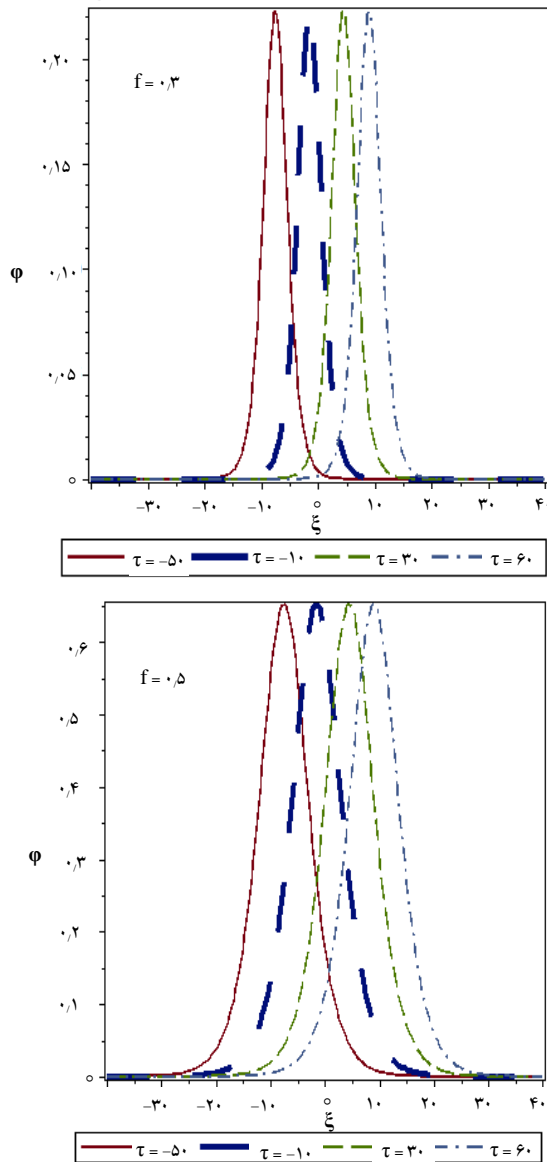 ۰٫۲۰
f = ۰٫۳
۰٫۱۵
φ
۰٫۱۰
۰٫۰۵
۰
−۳۰ −۲۰ −۱۰ ۰ ۱۰ ۲۰ ۳۰ ۴۰
ξ
τ = −۵۰ τ = −۱۰ τ = ۳۰ τ = ۶۰
۰٫۶
f = ۰٫۵
۰٫۵
۰٫۴
φ
۰٫۳
۰٫۲
۰٫۱
۰
−۳۰ −۲۰ −۱۰ ۰ ۱۰ ۲۰ ۳۰ ۴۰
ξ
τ = −۵۰ τ = −۱۰ τ = ۳۰ τ = ۶۰